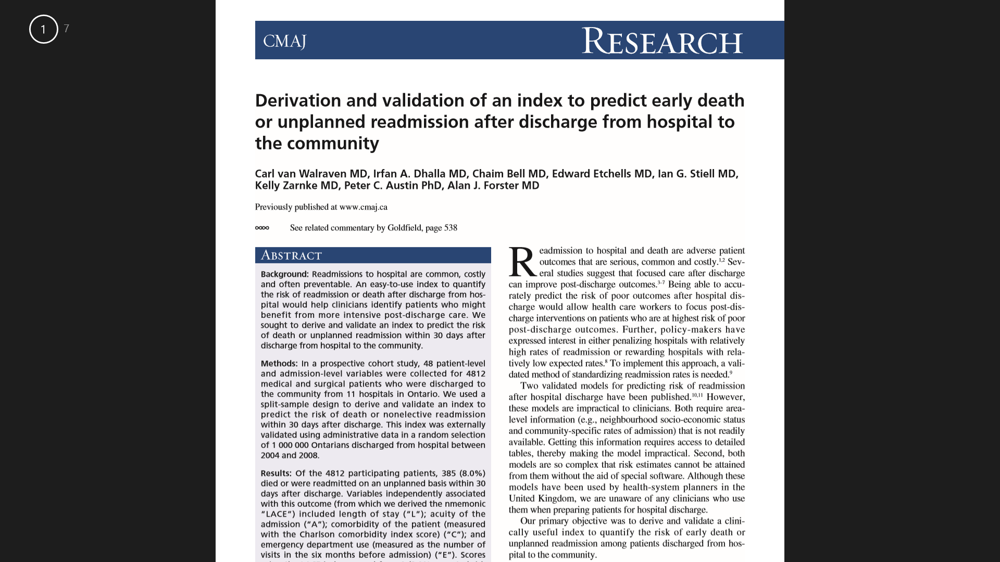 1 7
CMAJ
RESEARCH
Derivation and validation of an index to predict early death
or unplanned readmission after discharge from hospital to
the community
Carl van Walraven MD, Irfan A. Dhalla MD, Chaim Bell MD, Edward Etchells MD, Ian G. Stiell MD,
Kelly Zarnke MD, Peter C. Austin PhD, Alan J. Forster MD
Previously published at www.cmaj.ca
See related commentary by Goldfield, page 538
ABSTRACT
Background: Readmissions to hospital are common, costly
and often preventable. An easy-to-use index to quantify
the risk of readmission or death after discharge from hos-
pital would help clinicians identify patients who might
benefit from more intensive post-discharge care. We
sought to derive and validate an index to predict the risk
of death or unplanned readmission within 30 days after
discharge from hospital to the community.
Methods: In a prospective cohort study, 48 patient-level
and admission-level variables were collected for 4812
medical and surgical patients who were discharged to
the community from 11 hospitals in Ontario. We used a
split-sample design to derive and validate an index to
predict the risk of death or nonelective readmission
within 30 days after discharge. This index was externally
validated using administrative data in a random selection
of 1 000 000 Ontarians discharged from hospital between
2004 and 2008.
Results: Of the 4812 participating patients, 385 (8.0%)
died or were readmitted on an unplanned basis within 30
days after discharge. Variables independently associated
with this outcome (from which we derived the nmemonic
"LACE") included length of stay ("L"); acuity of the
admission ("A"); comorbidity of the patient (measured
with the Charlson comorbidity index score) ("C"); and
emergency department use (measured as the number of
visits in the six months before admission) ("E"). Scores
Readmission to hospital and death are adverse patient
outcomes that are serious, common and costly.1,2 Sev-
eral studies suggest that focused care after discharge
can improve post-discharge outcomes.3–7 Being able to accu-
rately predict the risk of poor outcomes after hospital dis-
charge would allow health care workers to focus post-dis-
charge interventions on patients who are at highest risk of poor
post-discharge outcomes. Further, policy-makers have
expressed interest in either penalizing hospitals with relatively
high rates of readmission or rewarding hospitals with rela-
tively low expected rates.8 To implement this approach, a vali-
dated method of standardizing readmission rates is needed.9
Two validated models for predicting risk of readmission
after hospital discharge have been published.10,11 However,
these models are impractical to clinicians. Both require area-
level information (e.g., neighbourhood socio-economic status
and community-specific rates of admission) that is not readily
available. Getting this information requires access to detailed
tables, thereby making the model impractical. Second, both
models are so complex that risk estimates cannot be attained
from them without the aid of special software. Although these
models have been used by health-system planners in the
United Kingdom, we are unaware of any clinicians who use
them when preparing patients for hospital discharge.
Our primary objective was to derive and validate a clini-
cally useful index to quantify the risk of early death or
unplanned readmission among patients discharged from hos-
pital to the community.